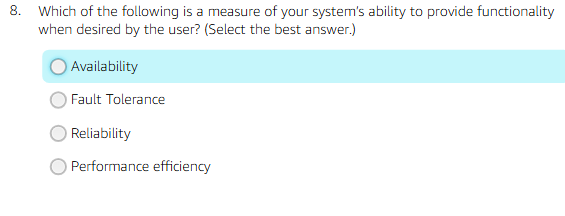 8. Which of the following is a measure of your system's ability to provide functionality
when desired by the user? (Select the best answer.)
Availability
Fault Tolerance
Reliability
Performance efficiency